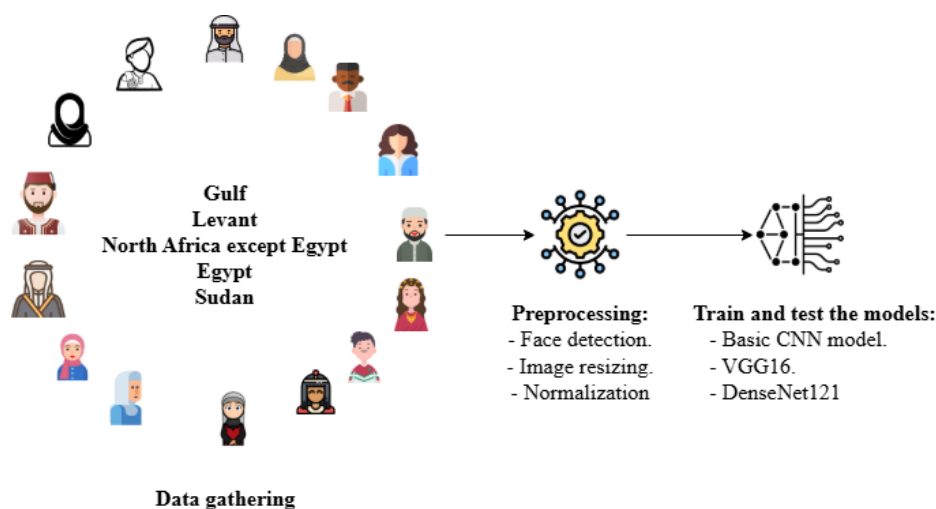 Gulf
Levant
North Africa except Egypt
Egypt
Sudan
Data gathering
Preprocessing:
- Face detection.
- Image resizing.
- Normalization
Train and test the models:
- Basic CNN model.
- VGG16.
- DenseNet121